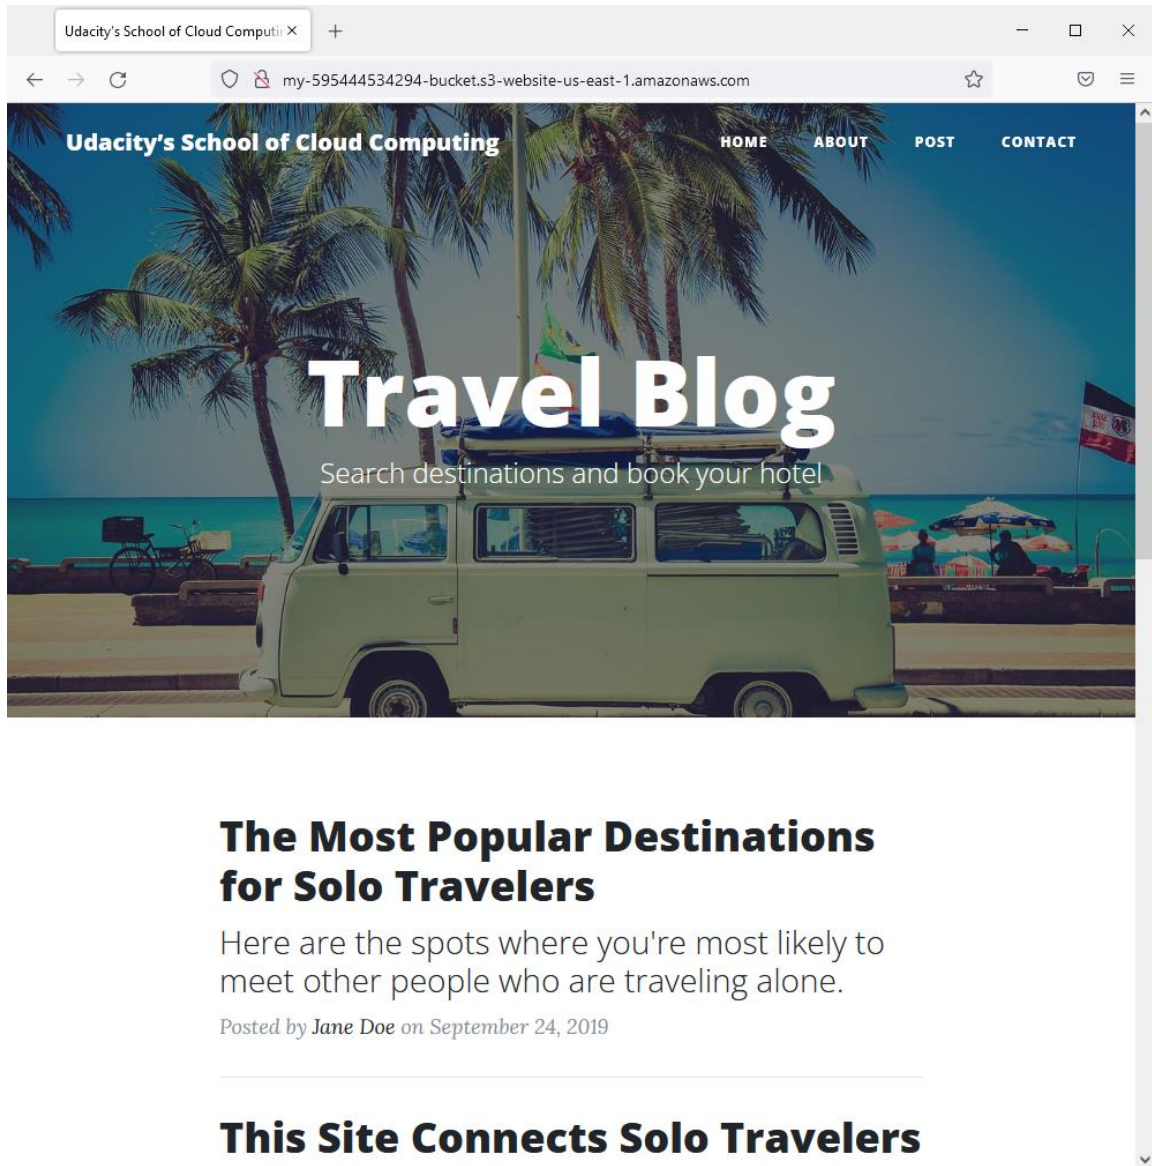 Udacity's School of Cloud Computin
my-595444534294-bucket.s3-website-us-east-1.amazonaws.com
Udacity’s School of Cloud Computing
HOME ABOUT POST CONTACT
Travel Blog
Search destinations and book your hotel
The Most Popular Destinations
for Solo Travelers
Here are the spots where you're most likely to
meet other people who are traveling alone.
Posted by Jane Doe on September 24, 2019
This Site Connects Solo Travelers